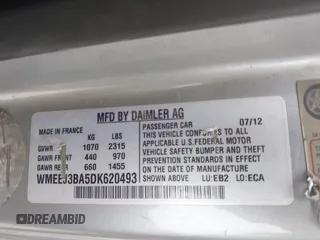 MFD BY DAIMLER AG
MADE IN FRANCE
PASSENGER CAR 07/12
KG LBS
GVWR 1070 2315
GAWR FRONT 440 970
GAWR REAR 660 1455
THIS VEHICLE CONFORMS TO ALL
APPLICABLE U.S. FEDERAL MOTOR
VEHICLE SAFETY BUMPER, AND THEFT
PREVENTION STANDARDS IN EFFECT
ON THE DATE OF MANUFACTURE
SHOWN ABOVE.
WMEEJ3BA5DK620493 LU:EB2 LO:ECA
AUTOBIDMASTER